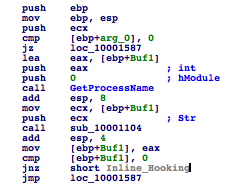 push ebp
mov ebp, esp
push ecx
cmp [ebp+arg_0], 0
jz loc_10001587
lea eax, [ebp+Buf1]
push eax ; int
push 0 ; hModule
call GetProcessName
add esp, 8
mov ecx, [ebp+Buf1]
push ecx ; Str
call sub_10001104
add esp, 4
mov [ebp+Buf1], eax
cmp [ebp+Buf1], 0
jnz short Inline_Hooking
jmp loc_10001587